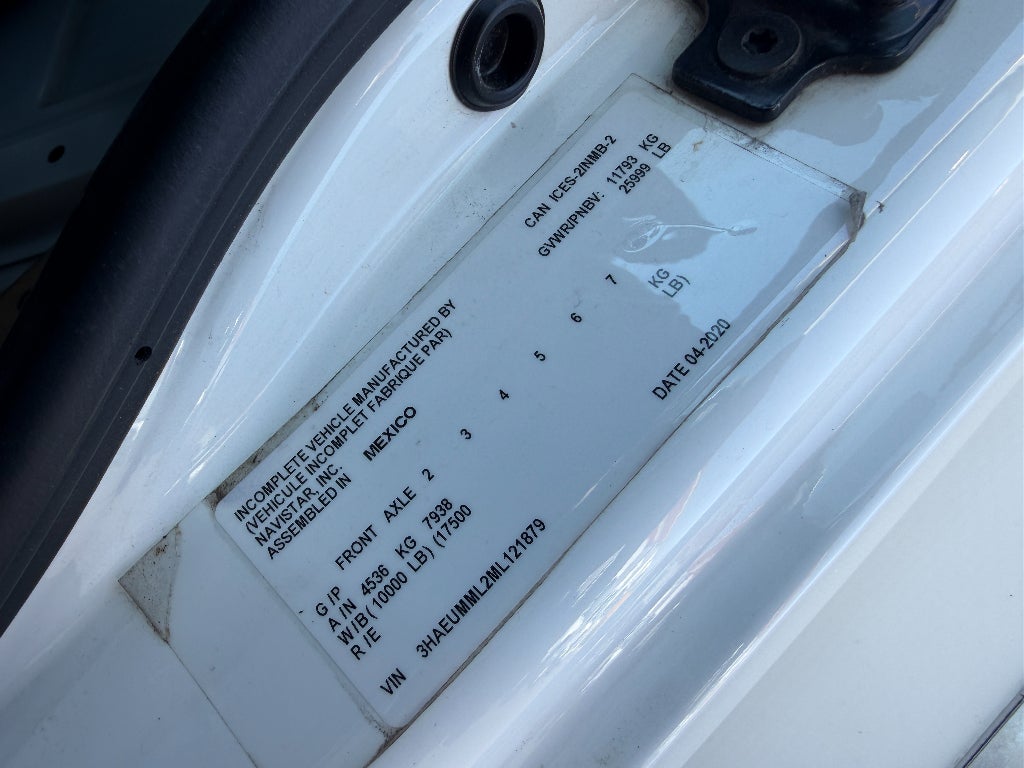 INCOMPLETE VEHICLE MANUFACTURED BY
(VEHICULE INCOMPLET FABRIQUE PAR)
NAVISTAR, INC.
ASSEMBLED IN MEXICO
CAN ICES-2/NMB-2
GVWR/PNBV: 11793 KG
25999 LB
FRONT AXLE 2 3 4 5 6 7
G /P
A /N 4536 KG 7938 KG
W/B (10000 LB) (17500 LB)
R /E
VIN 3HAEUMML2ML121879 DATE 04-2020